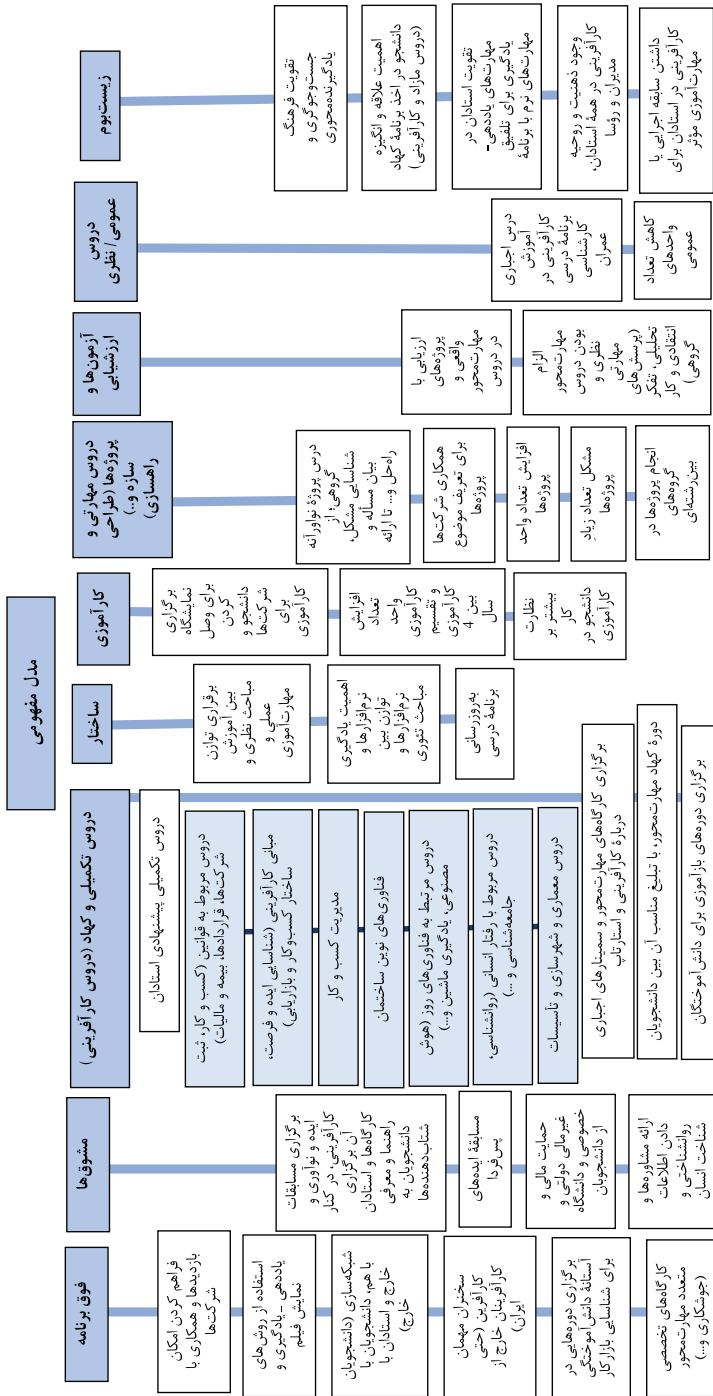 مدل مفهومی
زیست‌بوم
تقویت فرهنگ
جست‌وجوگری و
یادگیرنده‌محوری
اهمیت علاقه و انگیزه
دانشجو در اخذ برنامهٔ کهاد
(دروس مازاد و کارآفرینی)
تقویت استادان در
مهارت‌های یاددهی–
یادگیری برای تلفیق
مهارت‌های نرم با برنامهٔ
وجود ذهنیت و روحیه
کارآفرینی در همهٔ استادان،
مدیران و رؤسا
داشتن سابقه اجرایی یا
کارآفرینی در استادان برای
مهارت‌آموزی مؤثر
دروس
عمومی/ نظری
درس اجباری
آموزش
کارآفرینی در
برنامهٔ درسی
کارشناسی
عمران
کاهش تعداد
واحدهای
عمومی
آزمون‌ها و
ارزشیابی
ارزیابی با
پروژه‌های
واقعی و
مهارت‌محور
در دروس
الزام
مهارت‌محور
بودن دروس
نظری و
مهارتی
(پرسش‌های
تحلیلی، تفکر
انتقادی و کار
گروهی)
دروس مهارتی و
پروژه‌ها (طراحی
سازه و..)
راهسازی)
درس پروژهٔ نوآورانه
گروهی؛ از
شناسایی مشکل،
بیان مسأله و
راه‌حل و... تا ارائه
همکاری شرکت‌ها
برای تعریف موضوع
پروژه‌ها
افزایش تعداد واحد
پروژه‌ها
مشکل تعداد زیاد
پروژه‌ها
انجام پروژه‌ها در
گروه‌های
بین‌رشته‌ای
کارآموزی
برگزاری
نمایشگاه
برای وصل
کردن
دانشجو و
شرکت‌ها
برای
کارآموزی
افزایش
تعداد
واحد
کارآموزی
و تقسیم
کارآموزی
بین 4
سال
نظارت
بیشتر بر
کار
دانشجو در
کارآموزی
ساختار
برقراری توازن
بین آموزش
مباحث نظری و
عملی و
مهارت‌آموزی
اهمیت یادگیری
نرم‌افزارها و
توازن بین
نرم‌افزارها و
مباحث تئوری
به‌روزرسانی
برنامهٔ درسی
دروس تکمیلی و کهاد (دروس کارآفرینی)
دروس تکمیلی پیشنهادی استادان
دروس مربوط به قوانین (کسب و کار، ثبت
شرکت‌ها، قراردادها، بیمه و مالیات)
مبانی کارآفرینی (شناسایی ایده و فرصت،
ساختار کسب‌وکار و بازاریابی)
مدیریت کسب و کار
فناوری‌های نوین ساختمان
دروس مرتبط به فناوری‌های روز (هوش
مصنوعی، یادگیری ماشین و...)
دروس مربوط با رفتار انسانی (روانشناسی،
جامعه‌شناسی و ...)
دروس معماری و شهرسازی و تأسیسات
برگزاری کارگاه‌های مهارت‌محور و سمینارهای اجباری
دربارهٔ کارآفرینی و استارتاپ
دورهٔ کهاد مهارت‌محور، با تبلیغ مناسب آن بین دانشجویان
برگزاری دوره‌های بازآموزی برای دانش‌آموختگان
مشوق‌ها
برگزاری مسابقات
ایده و نوآوری و
کارآفرینی، در کنار
آن برگزاری
کارگاه‌ها و استادان
راهنما و معرفی
دانشجویان به
شتاب‌دهنده‌ها
مسابقهٔ ایده‌های
پس‌فردا
حمایت مالی و
غیرمالی دولتی و
خصوصی و دانشگاه
از دانشجویان
ارائه مشاوره‌ها و
دادن اطلاعات
روانشناختی و
شناخت انسان
فوق برنامه
فراهم کردن امکان
بازدیدها و همکاری با
شرکت‌ها
استفاده از روش‌های
یاددهی –یادگیری و
نمایش فیلم
شبکه‌سازی (دانشجویان
با هم، دانشجویان با
خارج و استادان با
خارج)
سخنران مهمان
کارآفرین (حتی
کارآفرینان خارج از
ایران)
برگزاری دوره‌هایی در
آستانهٔ دانش‌آموختگی
برای شناسایی بازار کار
کارگاه‌های تخصصی
متعدد مهارت‌محور
(جوشکاری و...)